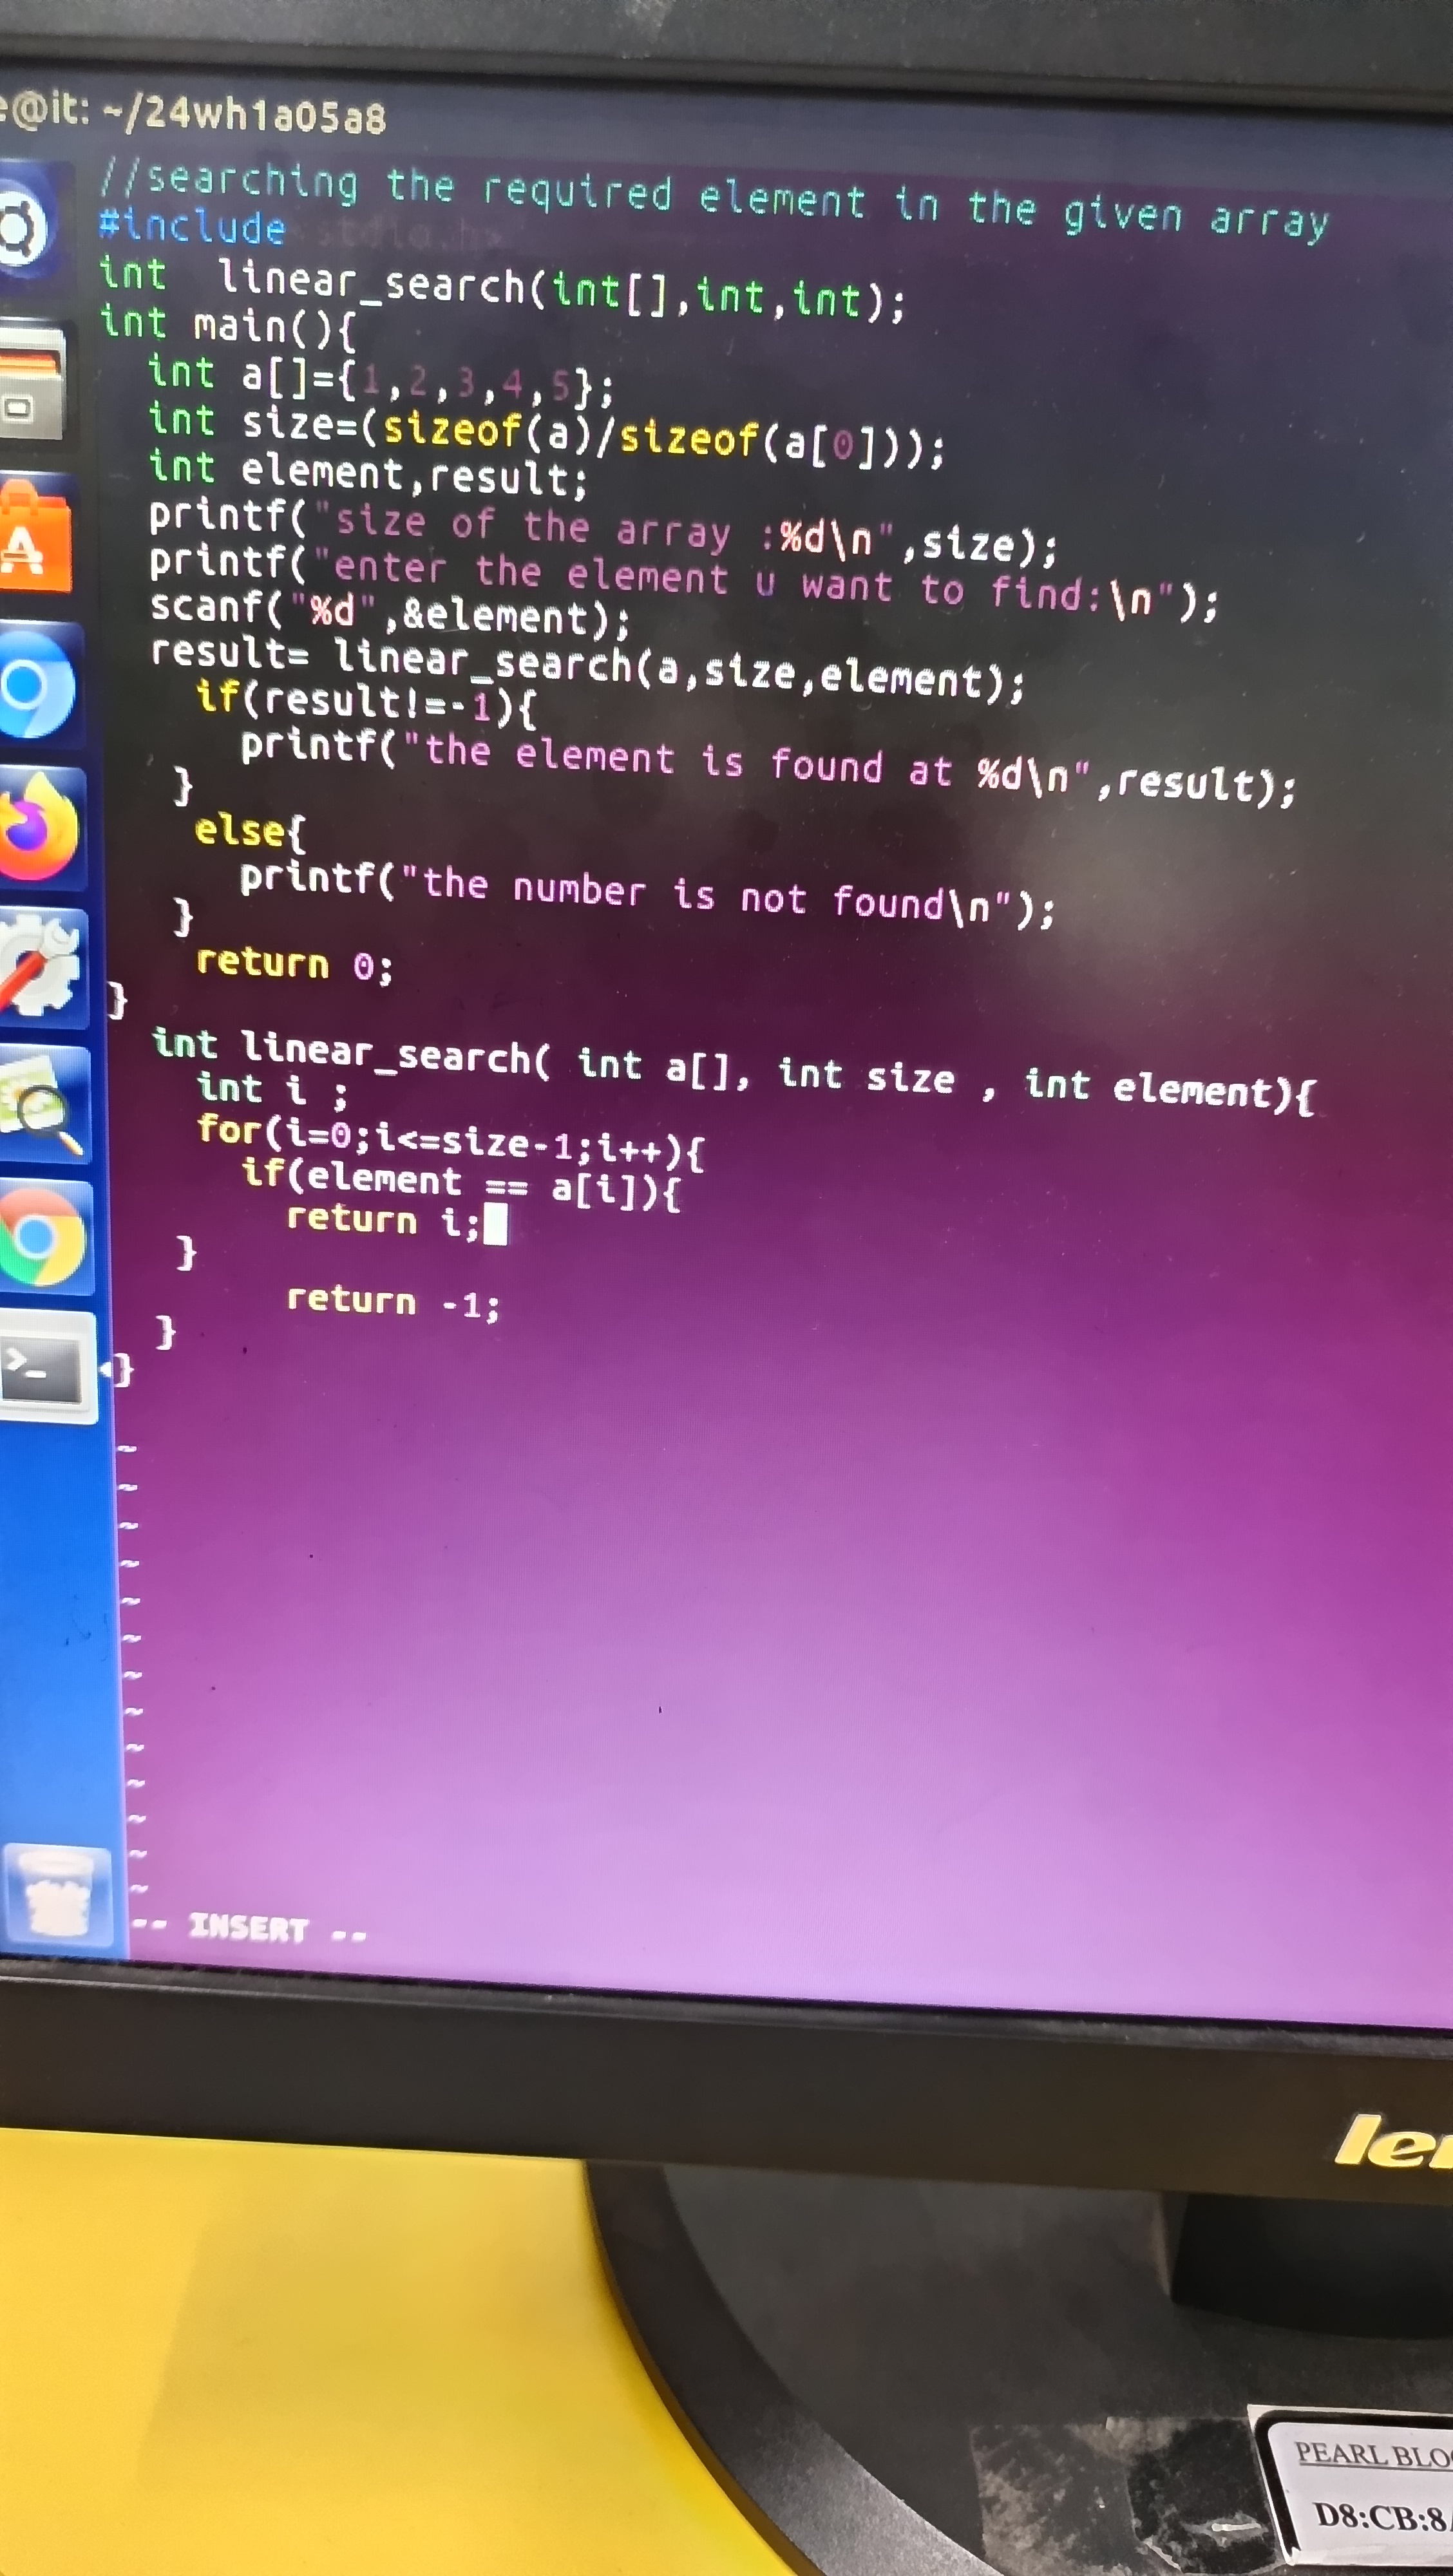 e@it: ~/24wh1a05a8
//searching the required element in the given array
#include <stdio.h>
int  linear_search(int[],int,int);
int main(){
  int a[]={1,2,3,4,5};
  int size=(sizeof(a)/sizeof(a[0]));
  int element,result;
  printf("size of the array :%d\n",size);
  printf("enter the element u want to find:\n");
  scanf("%d",&element);
  result= linear_search(a,size,element);
    if(result!=-1){
      printf("the element is found at %d\n",result);
   }
    else{
      printf("the number is not found\n");
   }
    return 0;
}
  int linear_search( int a[], int size , int element){
    int i ;
    for(i=0;i<=size-1;i++){
      if(element == a[i]){
        return i;
   }
        return -1;
  }
}
~
~
~
~
~
~
~
~
~
~
~
~
~
-- INSERT --
PEARL
D8:CB:8